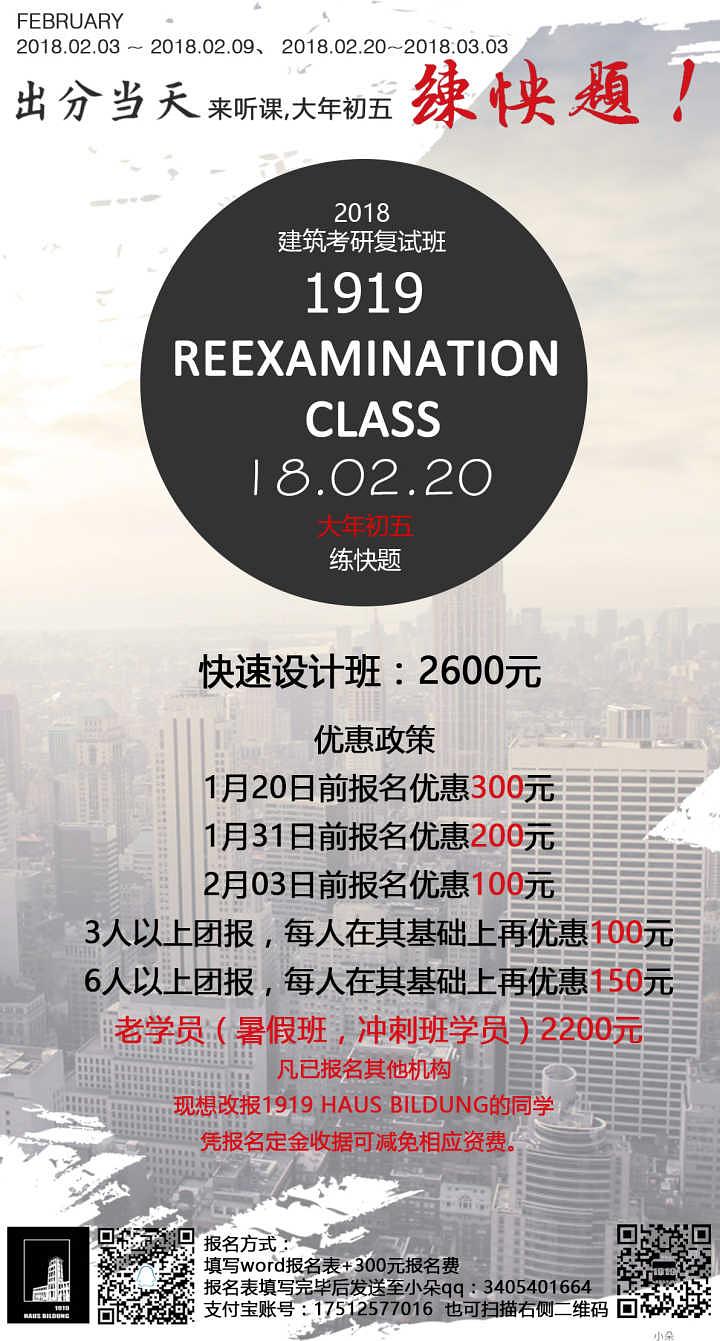 FEBRUARY
2018.02.03 ~ 2018.02.09、 2018.02.20~2018.03.03
出分当天 来听课,大年初五 練快題！
2018
建筑考研复试班
1919
REEXAMINATION
CLASS
18.02.20
大年初五
练快题
快速设计班：2600元
优惠政策
1月20日前报名优惠300元
1月31日前报名优惠200元
2月03日前报名优惠100元
3人以上团报，每人在其基础上再优惠100元
6人以上团报，每人在其基础上再优惠150元
老学员（暑假班，冲刺班学员）2200元
凡已报名其他机构
现想改报1919 HAUS BILDUNG的同学
凭报名定金收据可减免相应资费。
报名方式：
填写word报名表+300元报名费
报名表填写完毕后发送至小朵qq：3405401664
支付宝账号：17512577016 也可扫描右侧二维码
1919
HAUS BILDUNG
1919
小朵